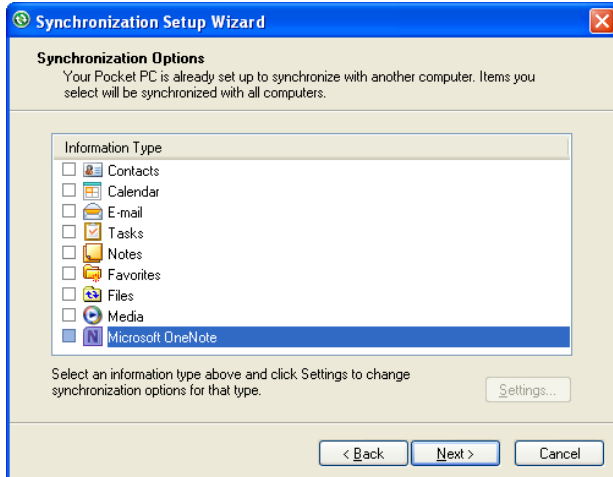 Synchronization Setup Wizard
Synchronization Options
Your Pocket PC is already set up to synchronize with another computer. Items you
select will be synchronized with all computers.
Information Type
Contacts
Calendar
E-mail
Tasks
Notes
Favorites
Files
Media
Microsoft OneNote
Select an information type above and click Settings to change
synchronization options for that type.
Settings...
< Back
Next >
Cancel